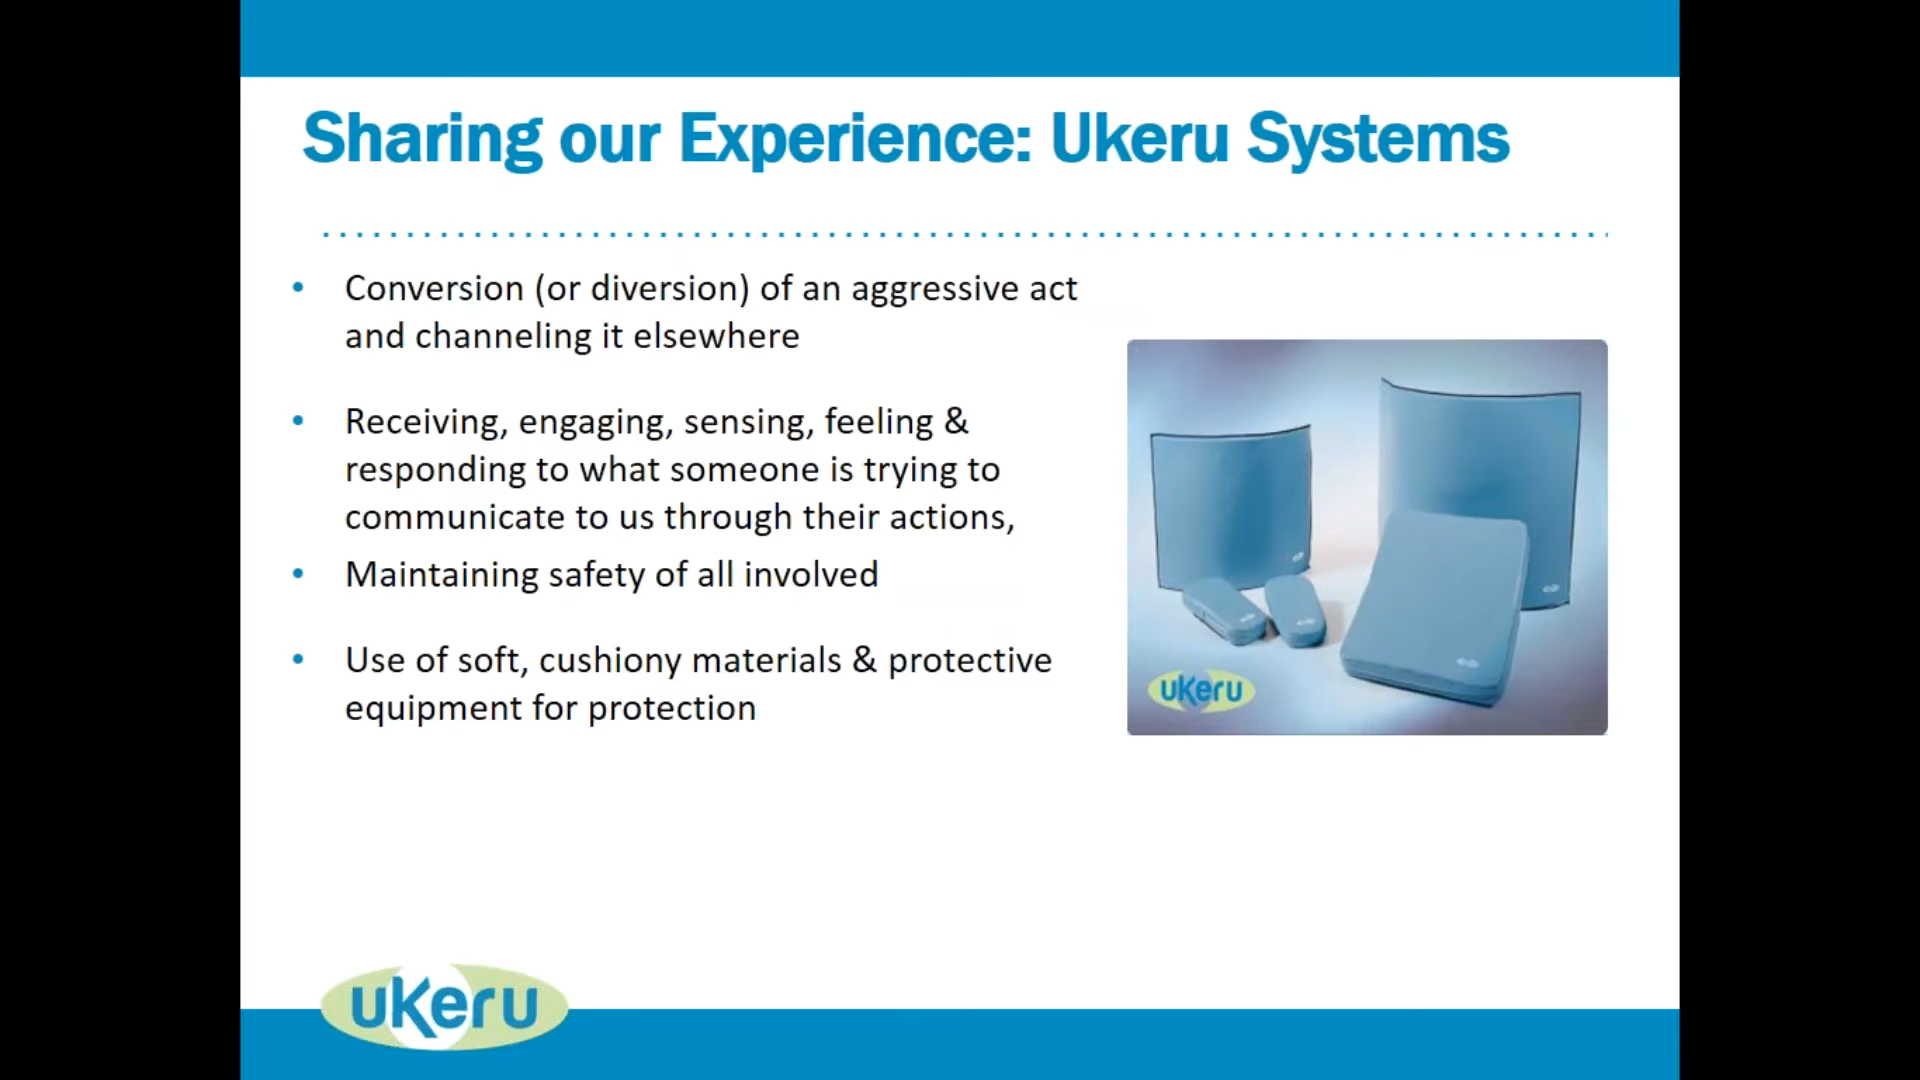 Sharing our Experience: Ukeru Systems
• Conversion (or diversion) of an aggressive act
and channeling it elsewhere
• Receiving, engaging, sensing, feeling &
responding to what someone is trying to
communicate to us through their actions,
• Maintaining safety of all involved
• Use of soft, cushiony materials & protective
equipment for protection
ukeru
ukeru